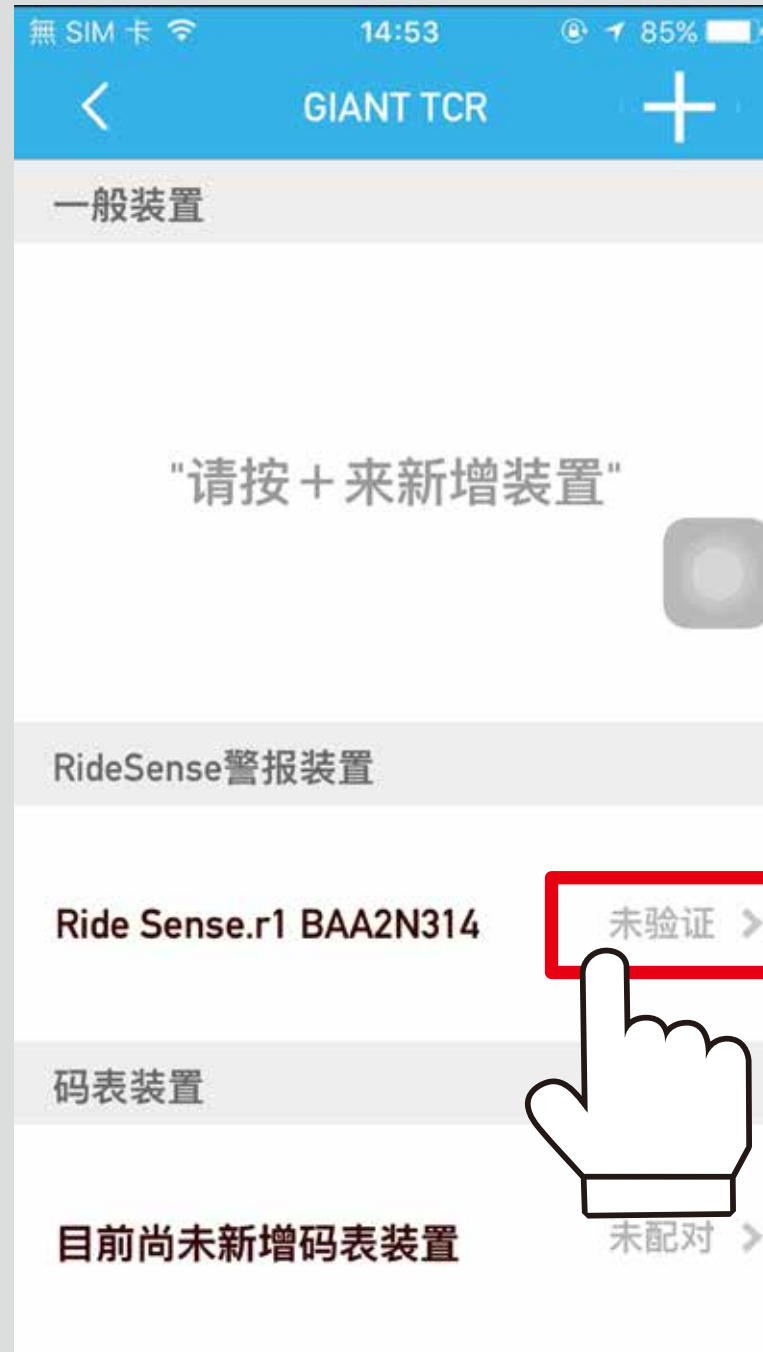 無 SIM 卡 14:53 85%
GIANT TCR
一般装置
"请按＋来新增装置"
RideSense警报装置
Ride Sense.r1 BAA2N314 未验证
码表装置
目前尚未新增码表装置 未配对